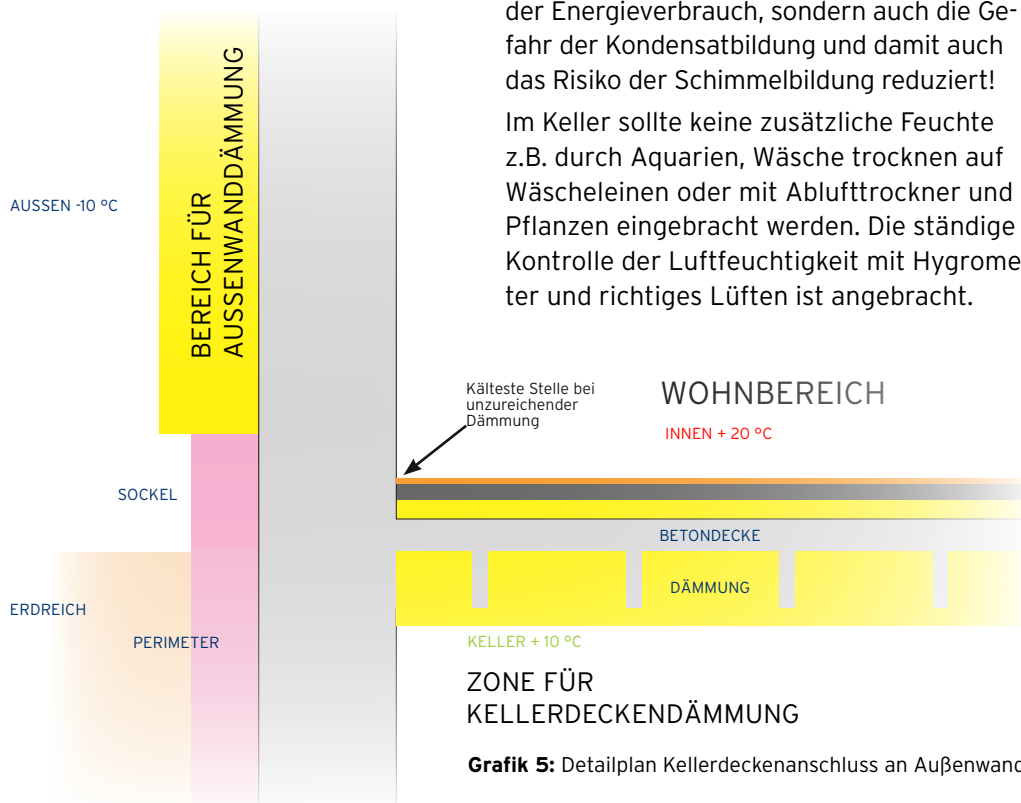 der Energieverbrauch, sondern auch die Ge-
fahr der Kondensatbildung und damit auch
das Risiko der Schimmelbildung reduziert!
Im Keller sollte keine zusätzliche Feuchte
z.B. durch Aquarien, Wäsche trocknen auf
Wäscheleinen oder mit Ablufttrockner und
Pflanzen eingebracht werden. Die ständige
Kontrolle der Luftfeuchtigkeit mit Hygrome
ter und richtiges Lüften ist angebracht.
BEREICH FÜR
AUSSENWANDDÄMMUNG
AUSSEN -10 °C
Kälteste Stelle bei
unzureichender
Dämmung
WOHNBEREICH
INNEN + 20 °C
SOCKEL
BETONDECKE
DÄMMUNG
ERDREICH
PERIMETER
KELLER + 10 °C
ZONE FÜR
KELLERDECKENDÄMMUNG
Grafik 5: Detailplan Kellerdeckenanschluss an Außenwand